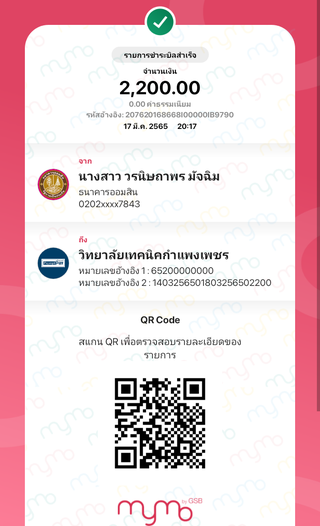 รายการชำระบิลสำเร็จ
จำนวนเงิน
2,200.00
0.00 ค่าธรรมเนียม
รหัสอ้างอิง: 207620168668I00000IB9790
17 มี.ค. 2565 20:17
จาก
นางสาว วรนิษถาพร มัจฉิม
ธนาคารออมสิน
0202xxxx7843
ถึง
วิทยาลัยเทคนิคกำแพงเพชร
หมายเลขอ้างอิง 1 : 65200000000
หมายเลขอ้างอิง 2 : 1403256501803256502200
QR Code
สแกน QR เพื่อตรวจสอบรายละเอียดของ
รายการ
mymo by GSB